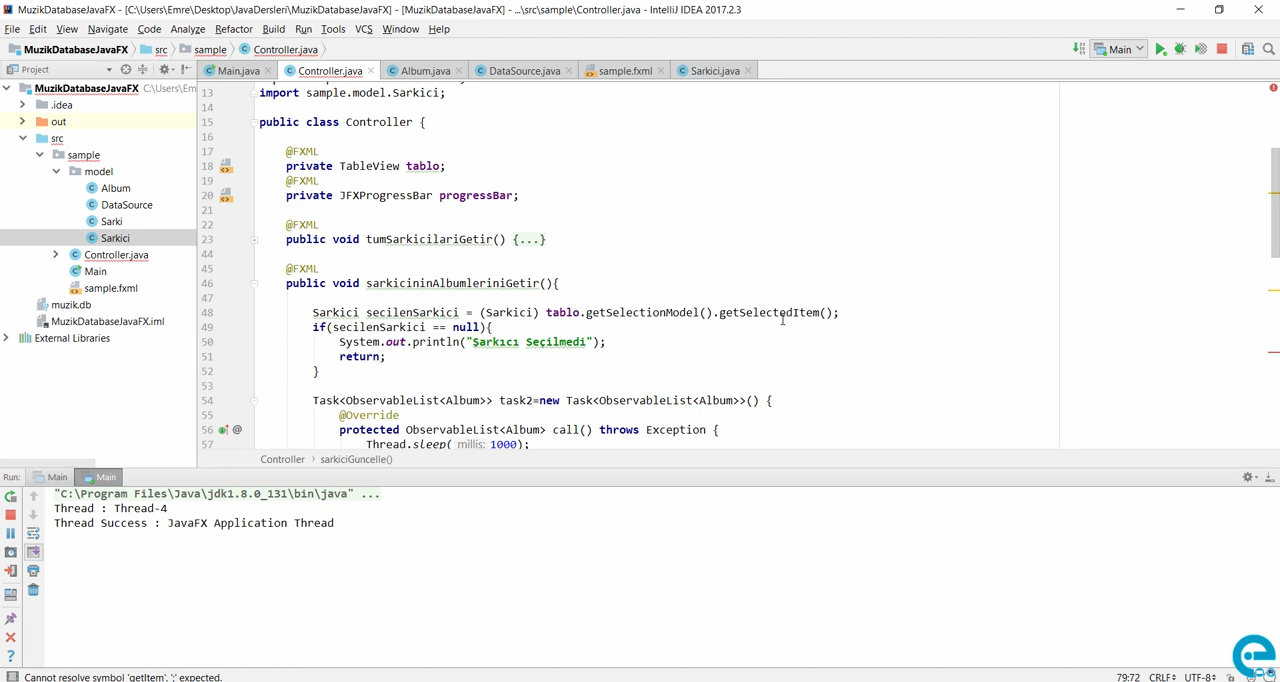 MuzikDatabaseJavaFX - [C:\Users\Emre\Desktop\JavaDersleri\MuzikDatabaseJavaFX] - [MuzikDatabaseJavaFX] - ...\src\sample\Controller.java - IntelliJ IDEA 2017.2.3
File Edit View Navigate Code Analyze Refactor Build Run Tools VCS Window Help
MuzikDatabaseJavaFX src sample Controller.java Main
Project Main.java Controller.java Album.java DataSource.java sample.fxml Sarkici.java
MuzikDatabaseJavaFX C:\Users\Em
.idea
out
src
sample
model
Album
DataSource
Sarki
Sarkici
Controller.java
Main
sample.fxml
muzik.db
MuzikDatabaseJavaFX.iml
External Libraries
13 import sample.model.Sarkici;
14
15 public class Controller {
16
17 @FXML
18 private TableView tablo;
19 @FXML
20 private JFXProgressBar progressBar;
21
22 @FXML
23 public void tumSarkicilariGetir() {...}
44
45 @FXML
46 public void sarkicininAlbumleriniGetir(){
47
48 Sarkici secilenSarkici = (Sarkici) tablo.getSelectionModel().getSelectedItem();
49 if(secilenSarkici == null){
50 System.out.println("Şarkıcı Seçilmedi");
51 return;
52 }
53
54 Task<ObservableList<Album>> task2=new Task<ObservableList<Album>>() {
55 @Override
56 @ protected ObservableList<Album> call() throws Exception {
57 Thread.sleep( millis: 1000);
Controller sarkiciGuncelle()
Run: Main Main
"C:\Program Files\Java\jdk1.8.0_131\bin\java" ...
Thread : Thread-4
Thread Success : JavaFX Application Thread
Cannot resolve symbol 'getItem'. ';' expected. 79:72 CRLF UTF-8